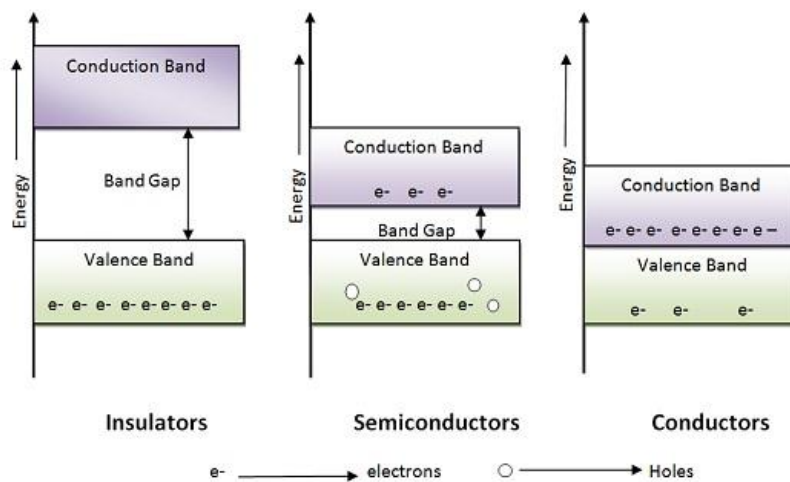 Energy
Conduction Band
Band Gap
Valence Band
e- e- e- e- e- e- e- e-
Insulators
Energy
Conduction Band
e- e- e-
Band Gap
Valence Band
e- e- e- e- e- e-
Semiconductors
Energy
Conduction Band
e- e- e- e- e- e- e- e –
Valence Band
e- e- e-
Conductors
e- electrons
Holes